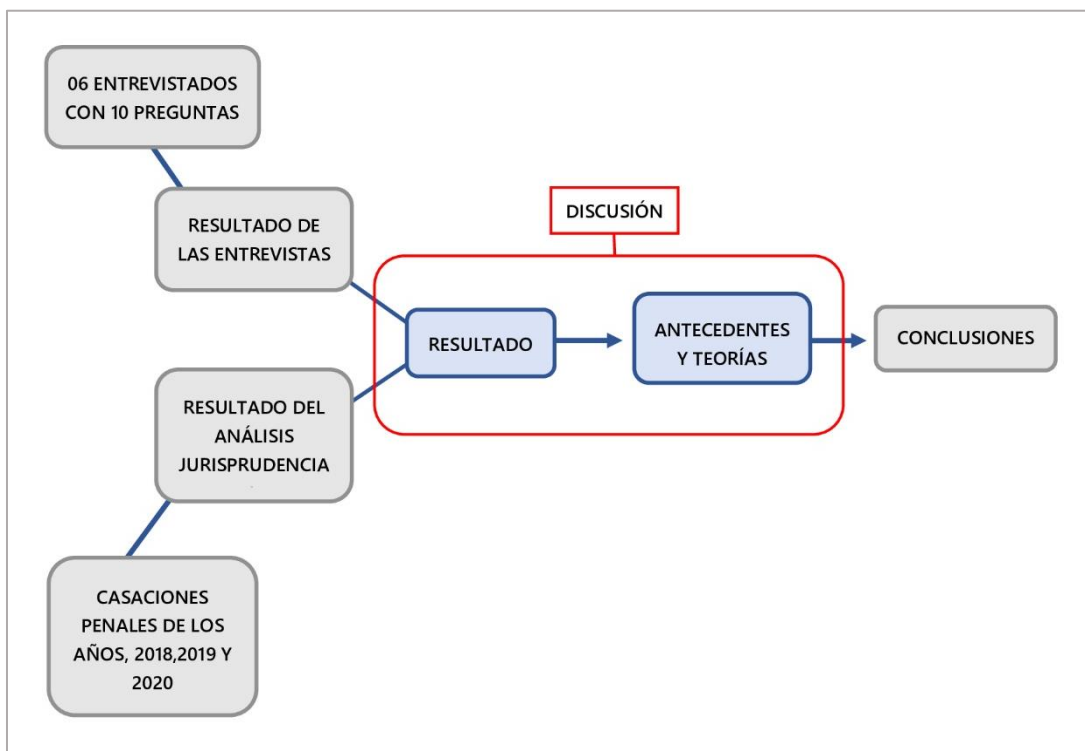 06 ENTREVISTADOS
CON 10 PREGUNTAS
RESULTADO DE
LAS ENTREVISTAS
DISCUSIÓN
RESULTADO
ANTECEDENTES
Y TEORÍAS
CONCLUSIONES
RESULTADO DEL
ANÁLISIS
JURISPRUDENCIA
CASACIONES
PENALES DE LOS
AÑOS, 2018,2019 Y
2020